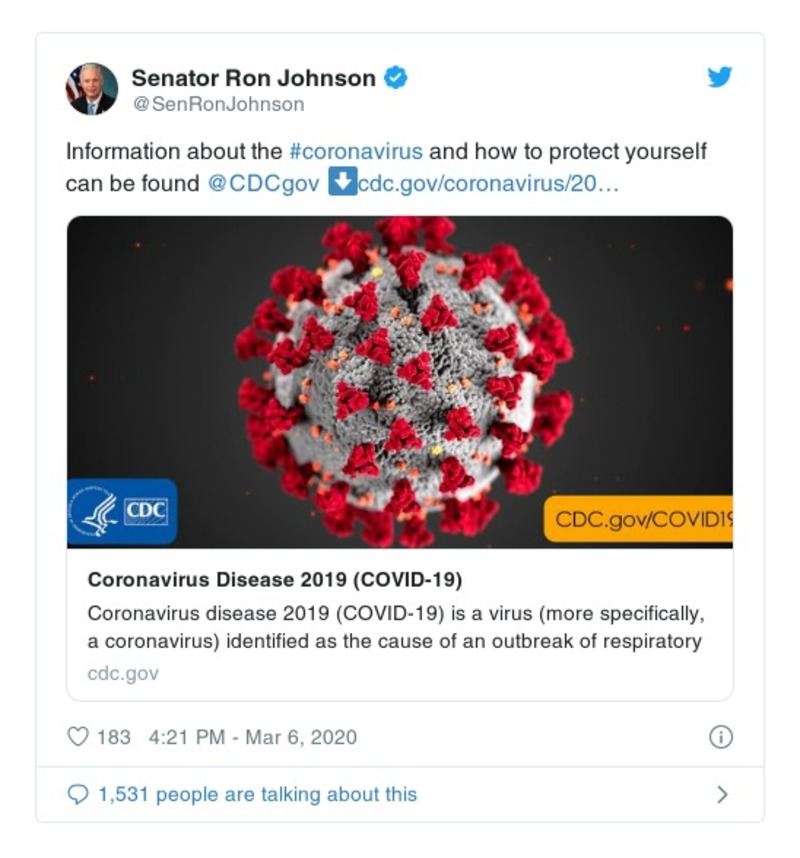 Senator Ron Johnson
@SenRonJohnson
Information about the #coronavirus and how to protect yourself
can be found @CDCgov ⬇cdc.gov/coronavirus/20…
CDC
CDC.gov/COVID19
Coronavirus Disease 2019 (COVID-19)
Coronavirus disease 2019 (COVID-19) is a virus (more specifically,
a coronavirus) identified as the cause of an outbreak of respiratory
cdc.gov
183 4:21 PM - Mar 6, 2020
1,531 people are talking about this